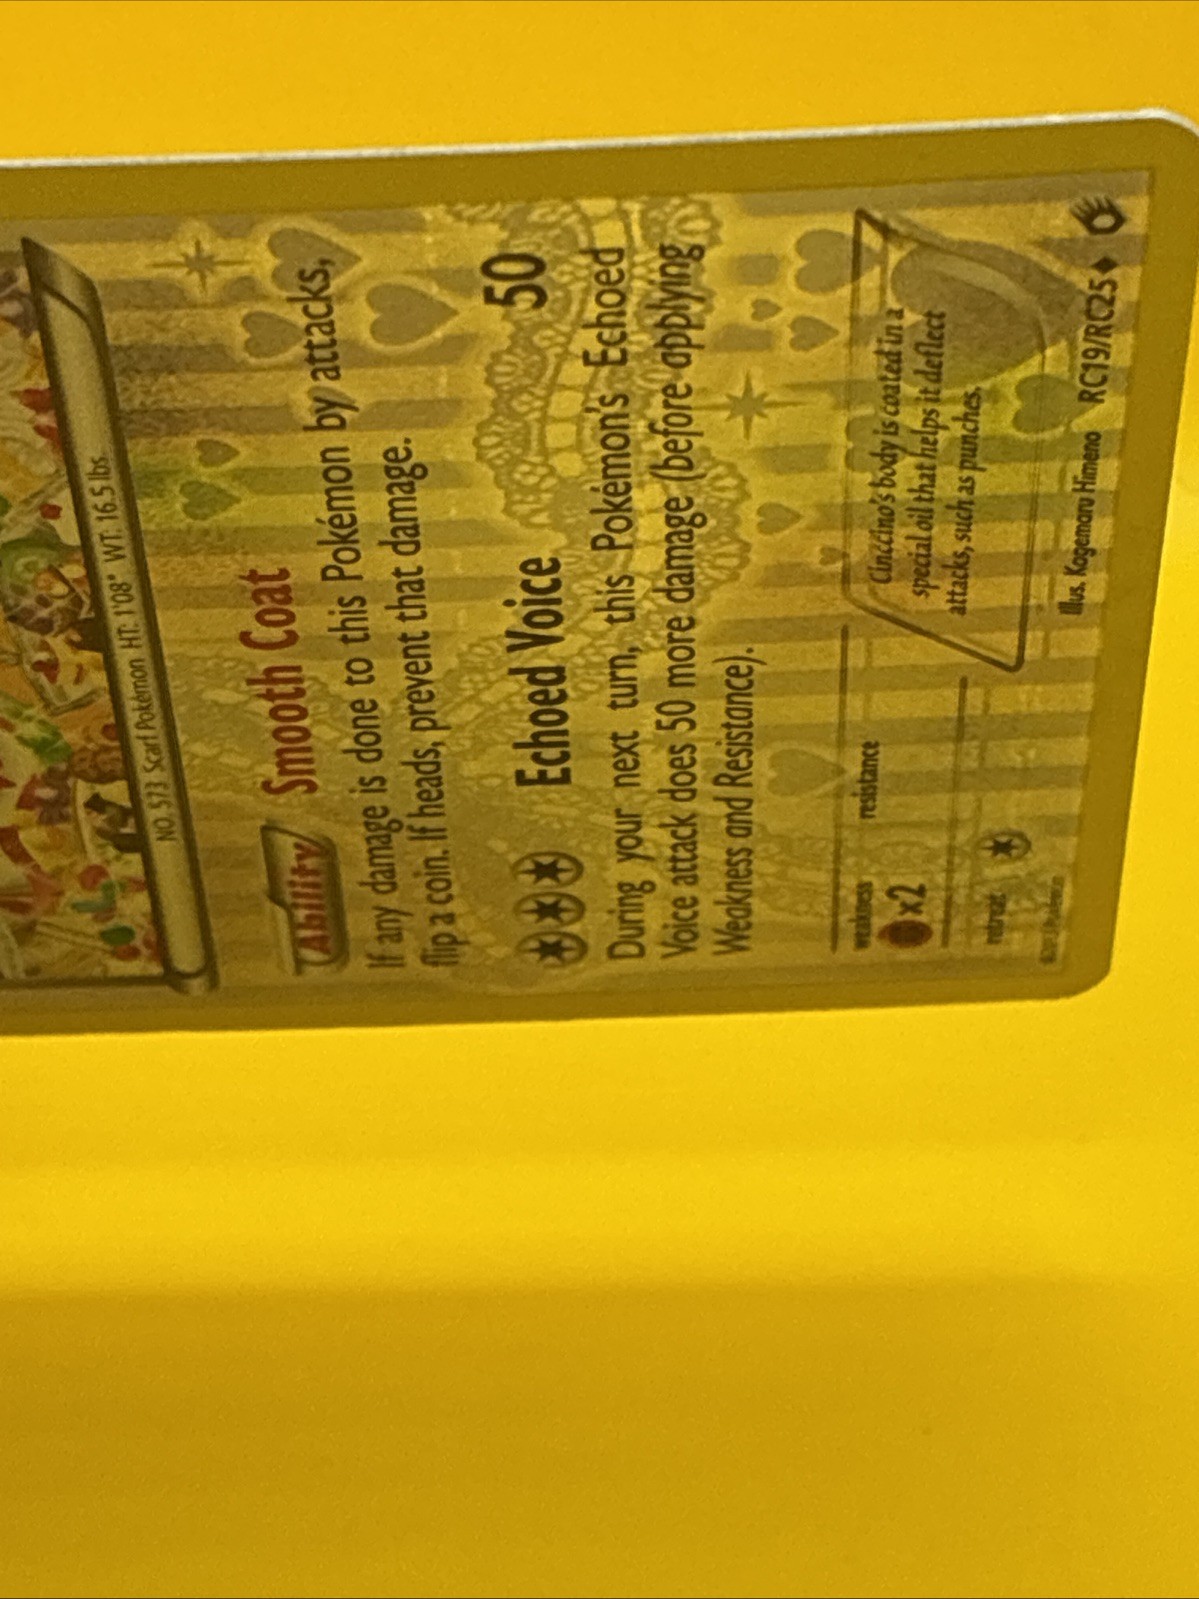 NO. 573 Scarf Pokémon HT: 1'08" WT: 16.5 lbs
Ability Smooth Coat
If any damage is done to this Pokémon by attacks,
flip a coin. If heads, prevent that damage.
Echoed Voice 50
During your next turn, this Pokémon's Echoed
Voice attack does 50 more damage (before applying
Weakness and Resistance).
weakness resistance
×2
retreat
Cinccino's body is coated in a
special oil that helps it deflect
attacks, such as punches.
Illus. Kagemaru Himeno RC19/RC25